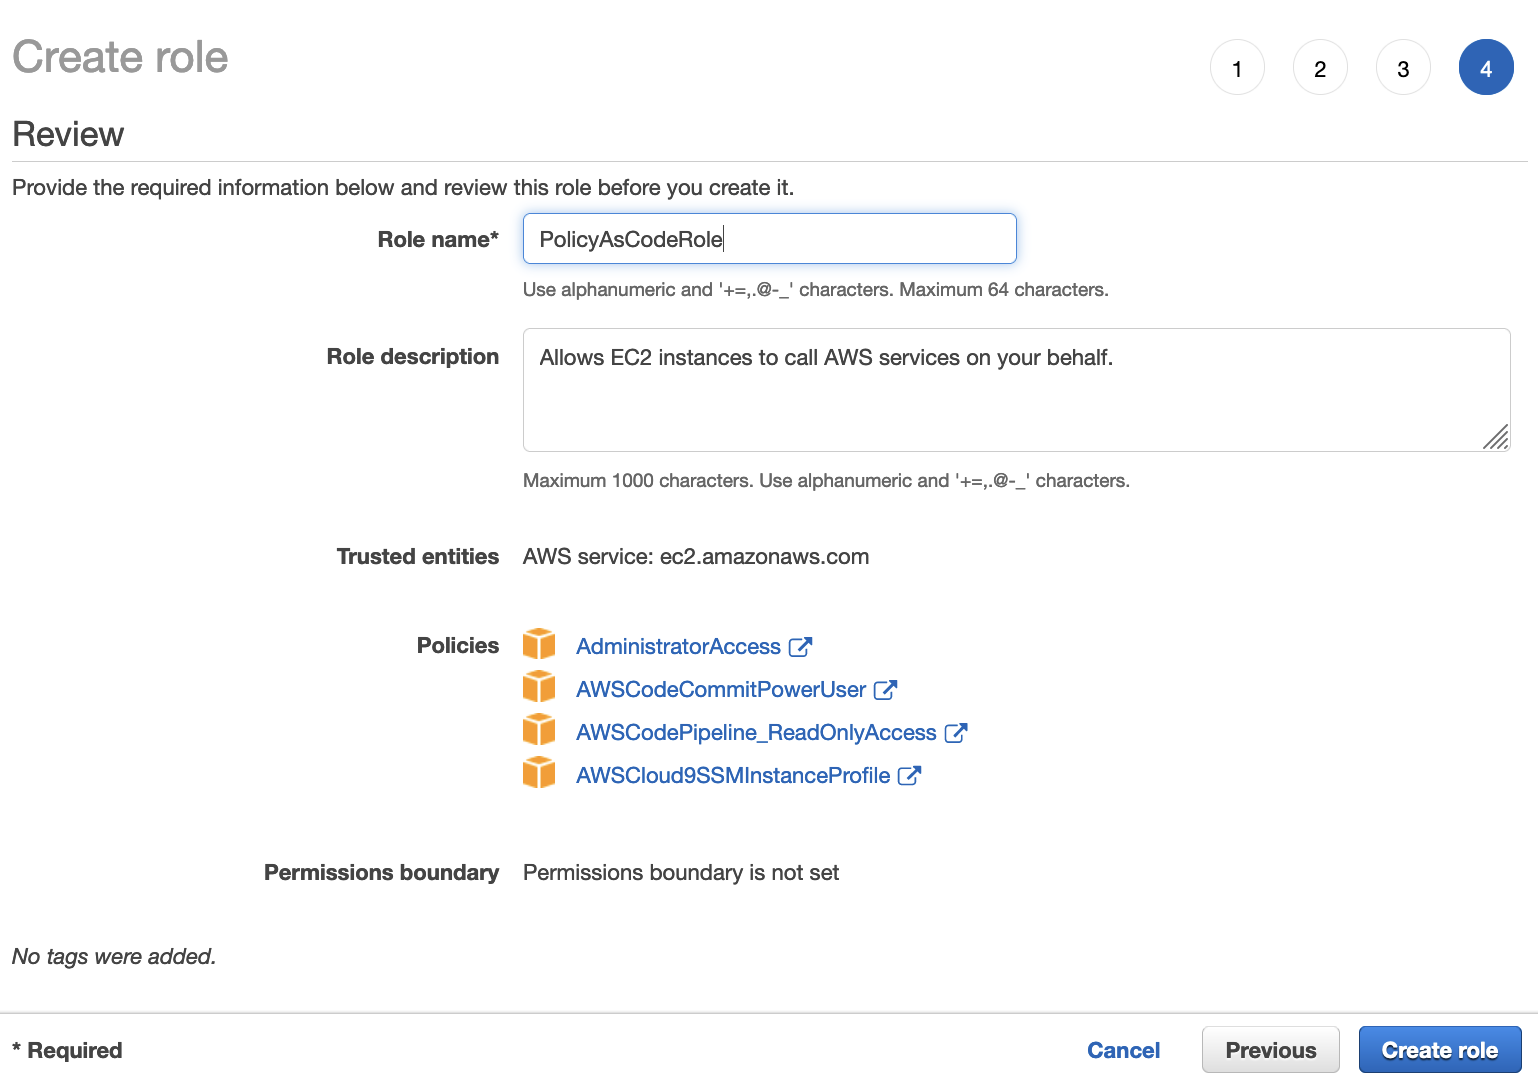 Create role
1 2 3 4
Review
Provide the required information below and review this role before you create it.
Role name* PolicyAsCodeRole
Use alphanumeric and '+=,.@-_' characters. Maximum 64 characters.
Role description Allows EC2 instances to call AWS services on your behalf.
Maximum 1000 characters. Use alphanumeric and '+=,.@-_' characters.
Trusted entities AWS service: ec2.amazonaws.com
Policies AdministratorAccess
AWSCodeCommitPowerUser
AWSCodePipeline_ReadOnlyAccess
AWSCloud9SSMInstanceProfile
Permissions boundary Permissions boundary is not set
No tags were added.
* Required Cancel Previous Create role